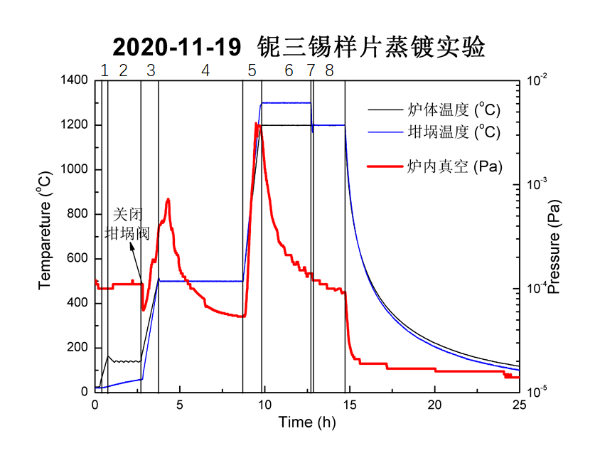 2020-11-19 铌三锡样片蒸镀实验
1 2 3 4 5 6 7 8
1400
1200
1000
800
600
400
200
0
Tempareture (°C)
10⁻²
10⁻³
10⁻⁴
10⁻⁵
Pressure (Pa)
炉体温度 (°C)
坩埚温度 (°C)
炉内真空 (Pa)
关闭
坩埚阀
0 5 10 15 20 25
Time (h)